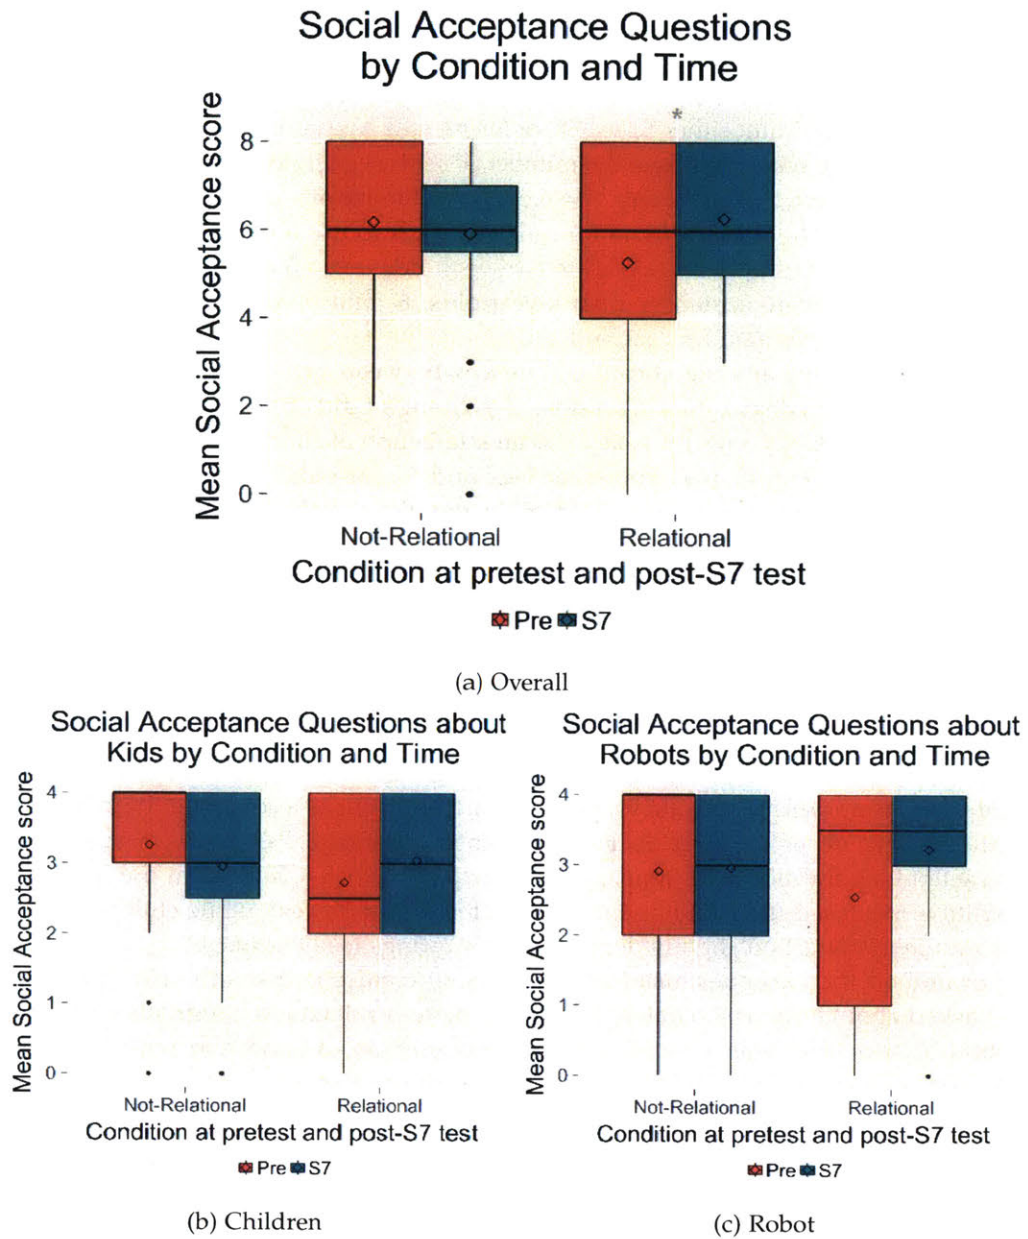 Social Acceptance Questions
by Condition and Time
Mean Social Acceptance score
*
8
6
4
2
0
Not-Relational Relational
Condition at pretest and post-S7 test
Pre S7
(a) Overall
Social Acceptance Questions about
Kids by Condition and Time
Mean Social Acceptance score
4
3
2
1
0
Not-Relational Relational
Condition at pretest and post-S7 test
Pre S7
(b) Children
Social Acceptance Questions about
Robots by Condition and Time
Mean Social Acceptance score
4
3
2
1
0
Not-Relational Relational
Condition at pretest and post-S7 test
Pre S7
(c) Robot